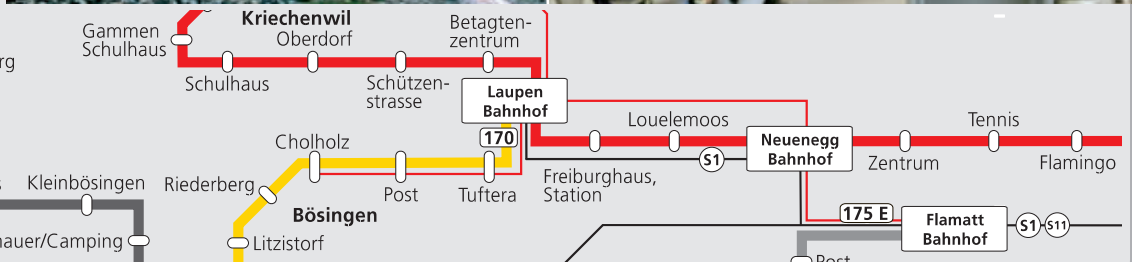 Kriechenwil
Gammen
Schulhaus
Oberdorf
Betagten-
zentrum
rg
Schulhaus
Schützen-
strasse
Laupen
Bahnhof
Louelemoos
Tennis
170
Neuenegg
Bahnhof
Cholholz
S1
Zentrum
Flamingo
Kleinbösingen
Riederberg
Post
Tuftera
Freiburghaus,
Station
Bösingen
175 E
Flamatt
Bahnhof
S1
S11
nauer/Camping
Litzistorf
Post